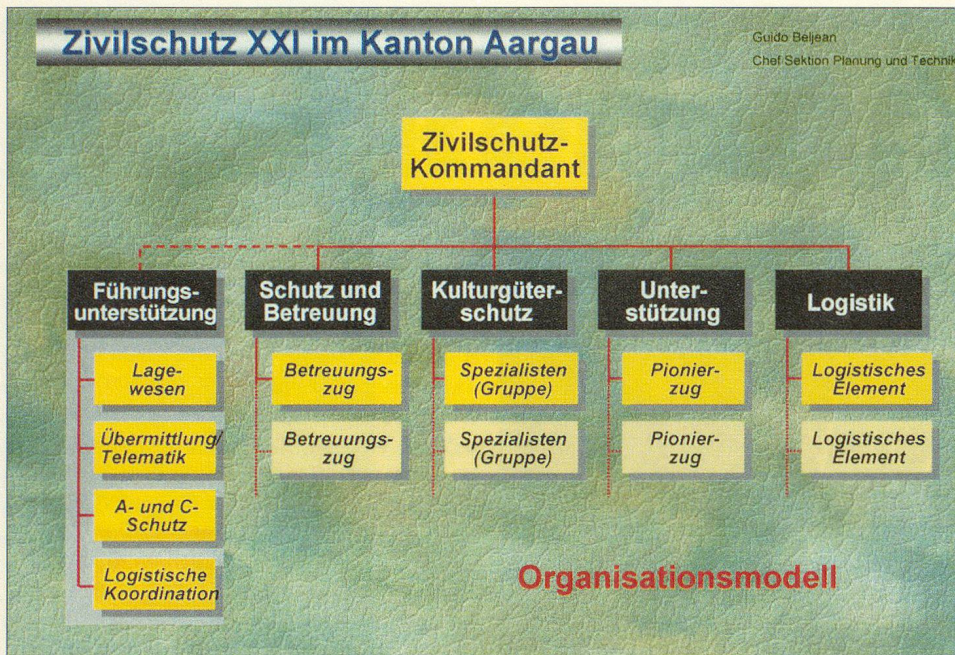 Zivilschutz XXI im Kanton Aargau
Guido Beljean
Chef Sektion Planung und Technik
Zivilschutz-
Kommandant
Führungs-
unterstützung
Lage-
wesen
Übermittlung/
Telematik
A- und C-
Schutz
Logistische
Koordination
Schutz und
Betreuung
Betreuungs-
zug
Betreuungs-
zug
Kulturgüter-
schutz
Spezialisten
(Gruppe)
Spezialisten
(Gruppe)
Unter-
stützung
Pionier-
zug
Pionier-
zug
Logistik
Logistisches
Element
Logistisches
Element
Organisationsmodell